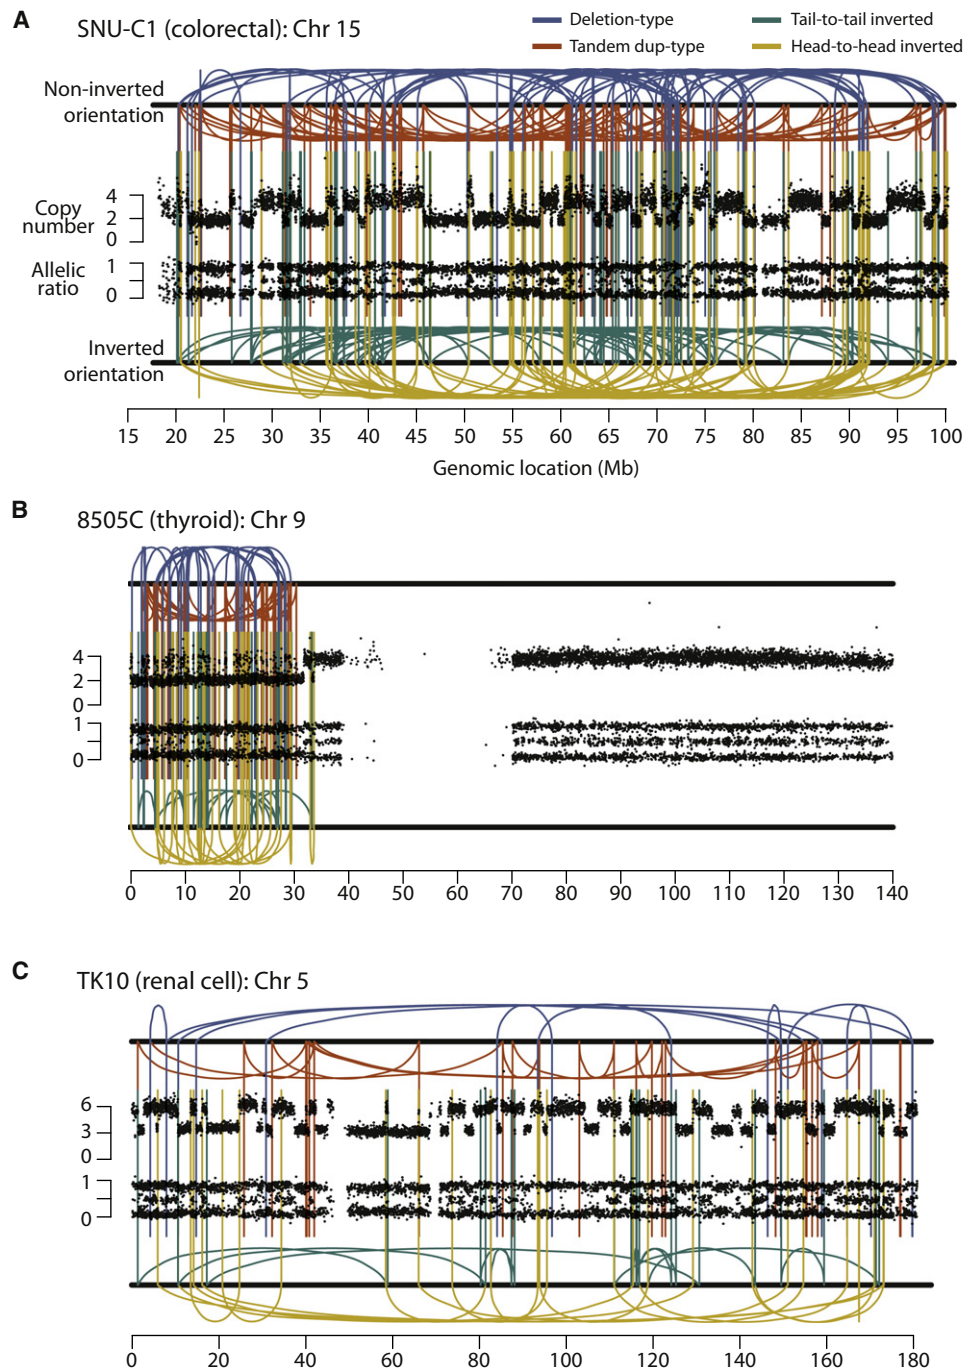 A
SNU-C1 (colorectal): Chr 15
Deletion-type
Tandem dup-type
Tail-to-tail inverted
Head-to-head inverted
Non-inverted
orientation
Copy
number
4
2
0
Allelic
ratio
1
0
Inverted
orientation
15 20 25 30 35 40 45 50 55 60 65 70 75 80 85 90 95 100
Genomic location (Mb)
B
8505C (thyroid): Chr 9
4
2
0
1
0
0 10 20 30 40 50 60 70 80 90 100 110 120 130 140
C
TK10 (renal cell): Chr 5
6
3
0
1
0
0 20 40 60 80 100 120 140 160 180